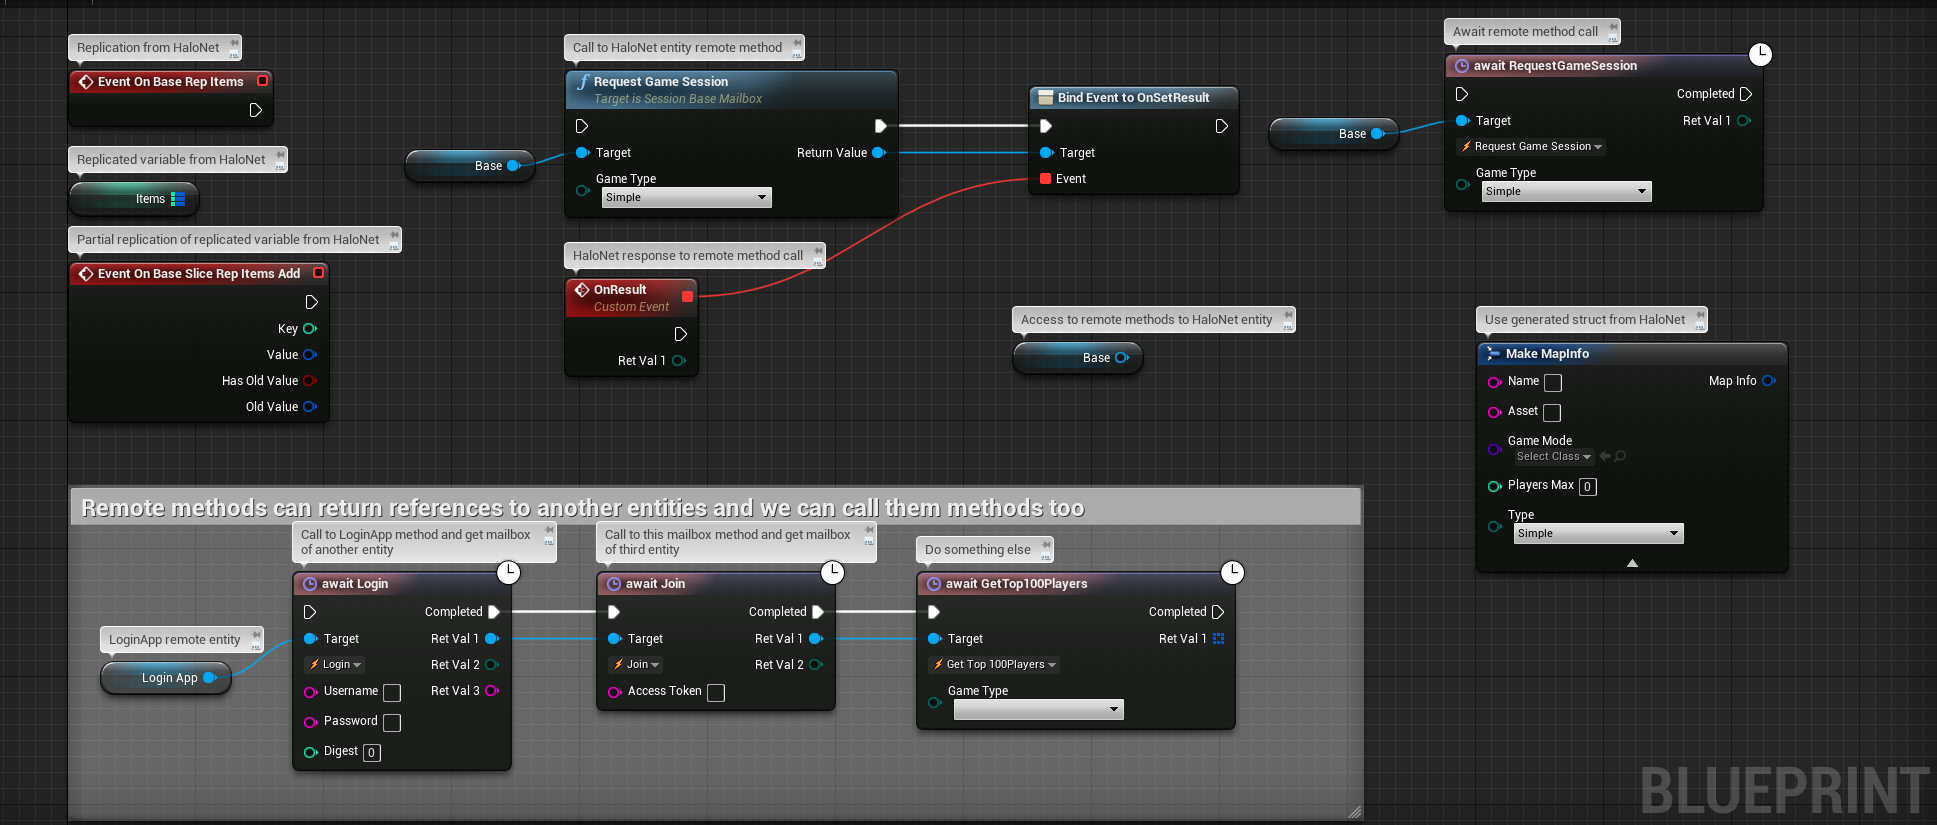 Replication from HaloNet
Event On Base Rep Items
Replicated variable from HaloNet
Items
Partial replication of replicated variable from HaloNet
Event On Base Slice Rep Items Add
Key
Value
Has Old Value
Old Value
Call to HaloNet entity remote method
Request Game Session
Target is Session Base Mailbox
Base
Target
Return Value
Game Type
Simple
Bind Event to OnSetResult
Target
Event
HaloNet response to remote method call
OnResult
Custom Event
Ret Val 1
Access to remote methods to HaloNet entity
Base
Await remote method call
await RequestGameSession
Completed
Base
Target
Ret Val 1
Request Game Session
Game Type
Simple
Use generated struct from HaloNet
Make MapInfo
Name
Map Info
Asset
Game Mode
Select Class
Players Max 0
Type
Simple
Remote methods can return references to another entities and we can call them methods too
LoginApp remote entity
Login App
Call to LoginApp method and get mailbox
of another entity
await Login
Completed
Target
Ret Val 1
Login
Ret Val 2
Username
Ret Val 3
Password
Digest 0
Call to this mailbox method and get mailbox
of third entity
await Join
Completed
Target
Ret Val 1
Join
Ret Val 2
Access Token
Do something else
await GetTop100Players
Completed
Target
Ret Val 1
Get Top 100Players
Game Type
BLUEPRINT